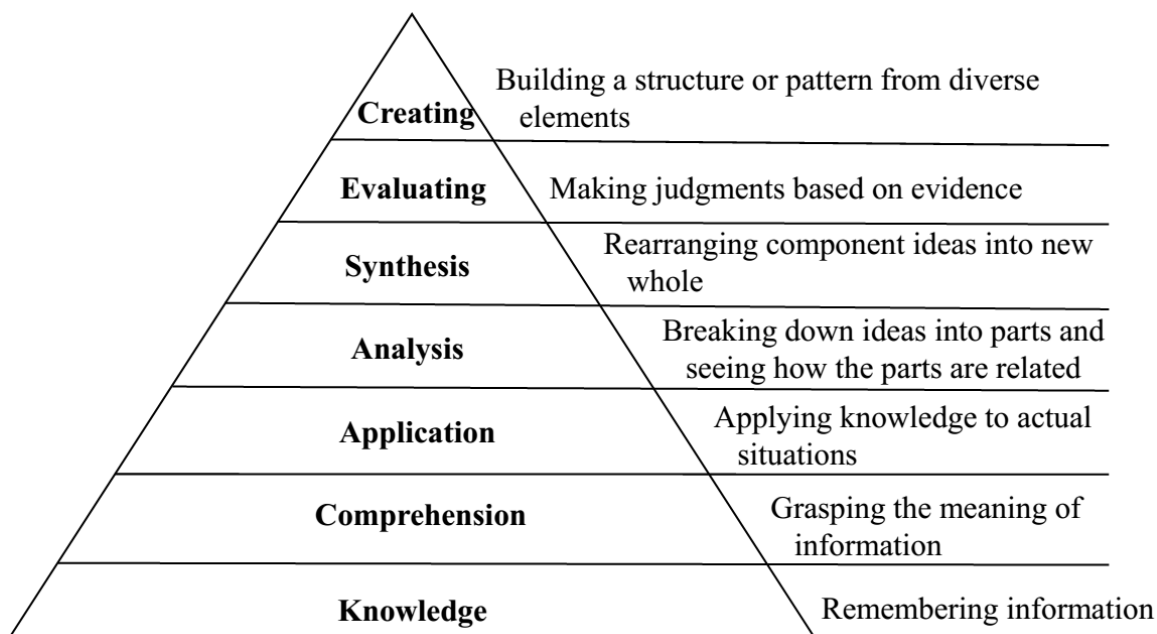 Building a structure or pattern from diverse
elements
Creating
Evaluating
Making judgments based on evidence
Rearranging component ideas into new
whole
Synthesis
Breaking down ideas into parts and
seeing how the parts are related
Analysis
Applying knowledge to actual
situations
Application
Grasping the meaning of
information
Comprehension
Knowledge
Remembering information